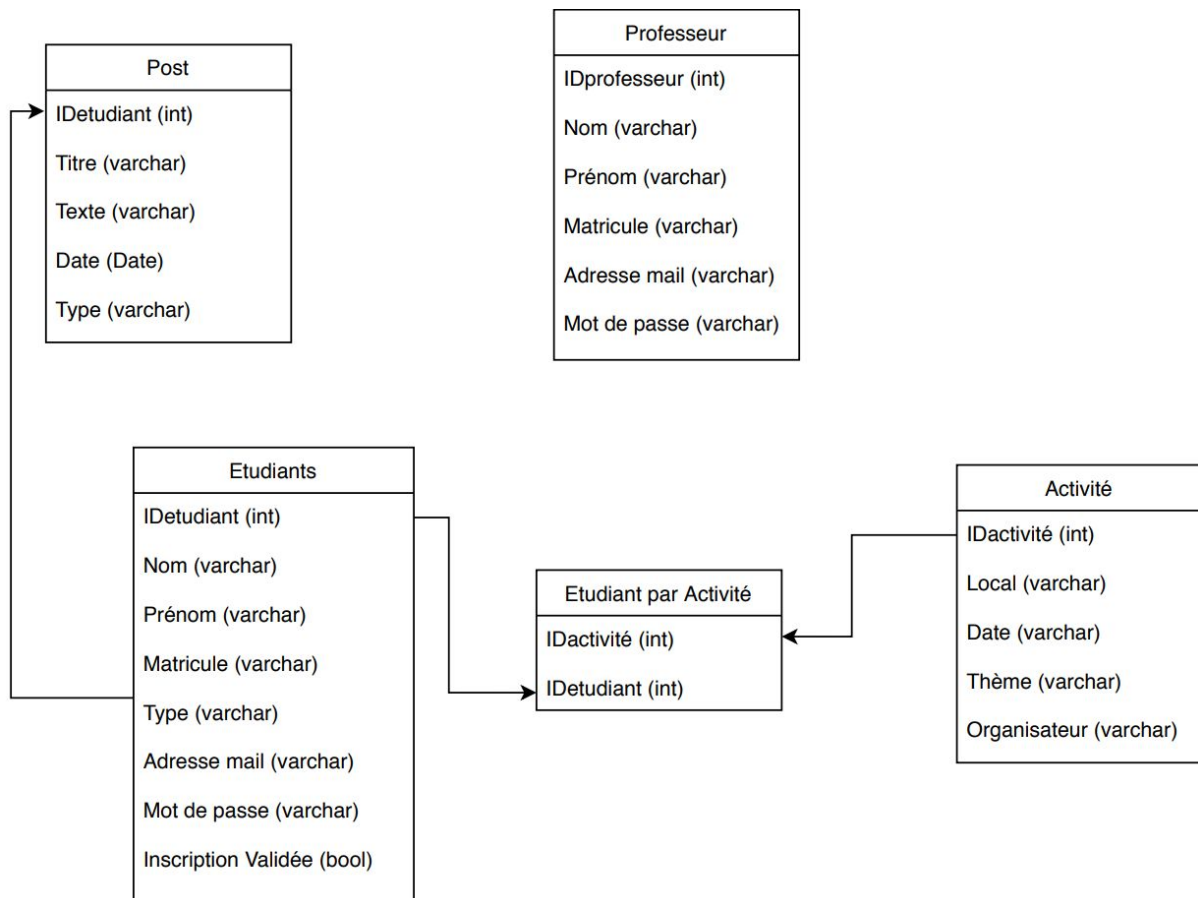 Post
IDetudiant (int)
Titre (varchar)
Texte (varchar)
Date (Date)
Type (varchar)
Professeur
IDprofesseur (int)
Nom (varchar)
Prénom (varchar)
Matricule (varchar)
Adresse mail (varchar)
Mot de passe (varchar)
Etudiants
IDetudiant (int)
Nom (varchar)
Prénom (varchar)
Matricule (varchar)
Type (varchar)
Adresse mail (varchar)
Mot de passe (varchar)
Inscription Validée (bool)
Etudiant par Activité
IDactivité (int)
IDetudiant (int)
Activité
IDactivité (int)
Local (varchar)
Date (varchar)
Thème (varchar)
Organisateur (varchar)